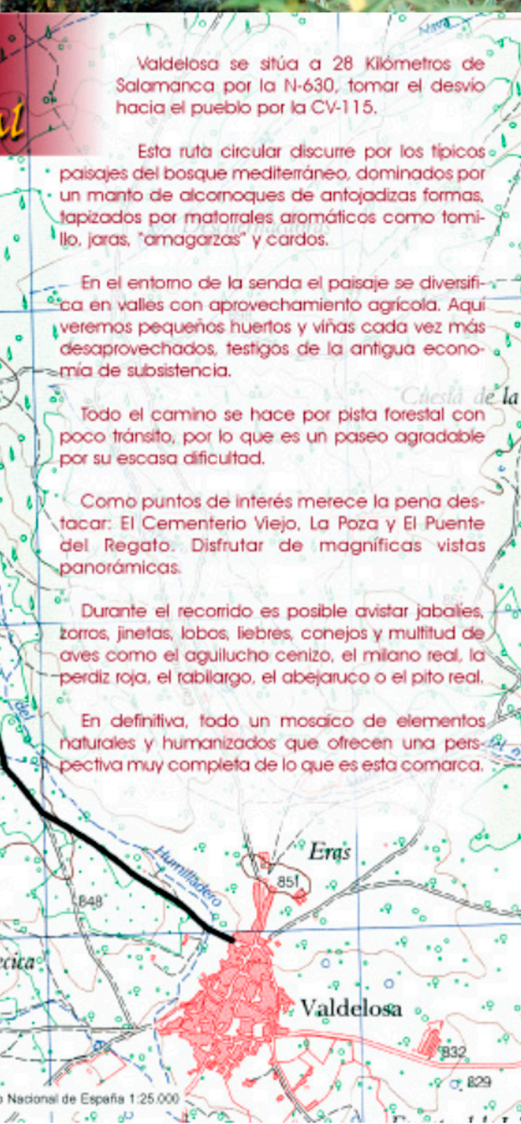 Nava
al
Valdelosa se sitúa a 28 Kilómetros de
Salamanca por la N-630, tomar el desvio
hacia el pueblo por la CV-115.
Esta ruta circular discurre por los típicos
paisajes del bosque mediterráneo, dominados por
un manto de alcornoques de antojadizas formas,
tapizados por matorrales aromáticos como tomi-
llo, jaras, "amagarzas" y cardos.
En el entorno de la senda el paisaje se diversifi-
ca en valles con aprovechamiento agrícola. Aquí
veremos pequeños huertos y viñas cada vez más
desaprovechados, testigos de la antigua econo-
mía de subsistencia.
Cuesta de la
Todo el camino se hace por pista forestal con
poco tránsito, por lo que es un paseo agradable
por su escasa dificultad.
Como puntos de interés merece la pena des-
tacar: El Cementerio Viejo, La Poza y El Puente
del Regato. Disfrutar de magníficas vistas
panorámicas.
Durante el recorrido es posible avistar jabalíes,
zorros, jinetas, lobos, liebres, conejos y multitud de
aves como el aguilucho cenizo, el milano real, la
perdiz roja, el rabilargo, el abejaruco o el pito real.
En definitiva, todo un mosaico de elementos
naturales y humanizados que ofrecen una pers-
pectiva muy completa de lo que es esta comarca.
del
Humilladero
Eras
851
848
ecica
Valdelosa
832
829
o Nacional de España 1:25.000